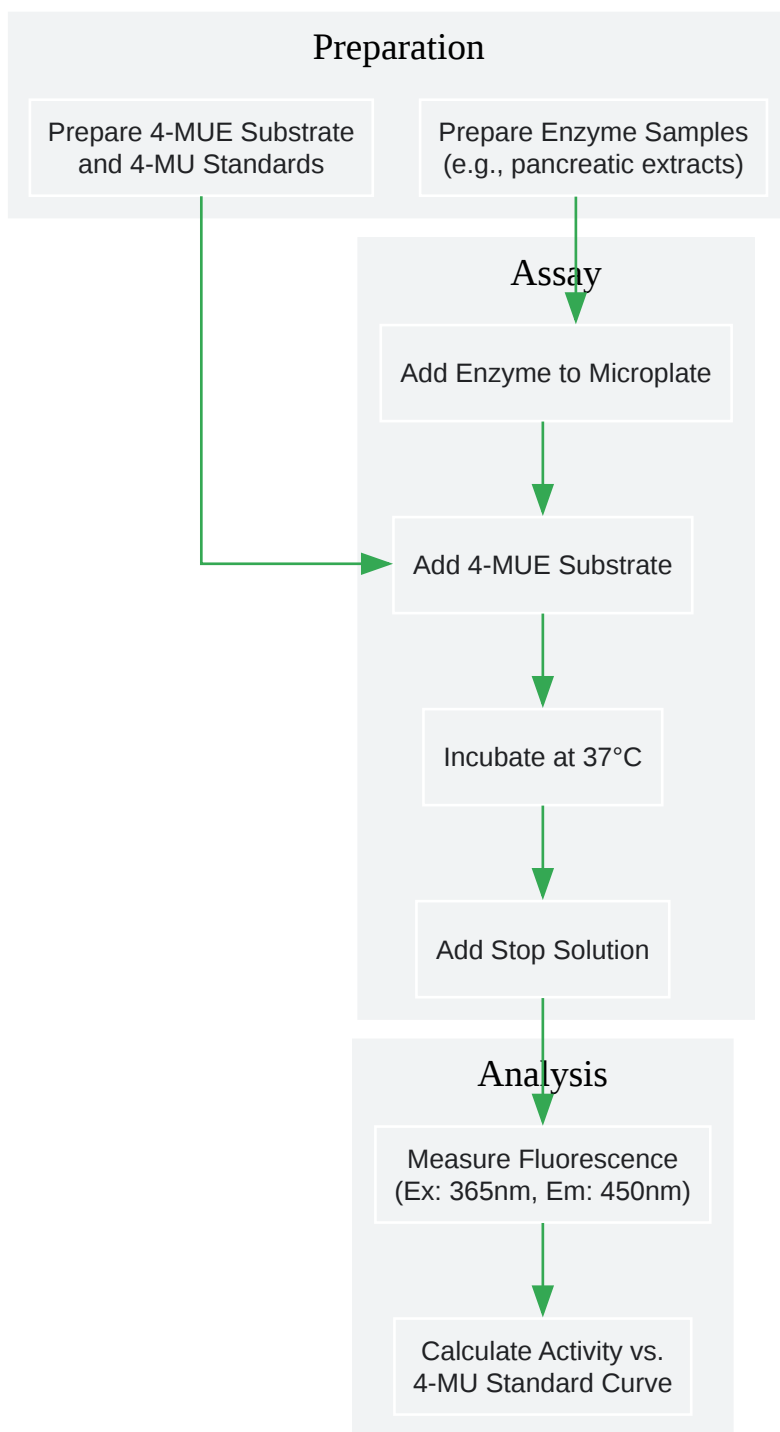 Preparation
Prepare 4-MUE Substrate
and 4-MU Standards
Prepare Enzyme Samples
(e.g., pancreatic extracts)
Assay
Add Enzyme to Microplate
Add 4-MUE Substrate
Incubate at 37°C
Add Stop Solution
Analysis
Measure Fluorescence
(Ex: 365nm, Em: 450nm)
Calculate Activity vs.
4-MU Standard Curve